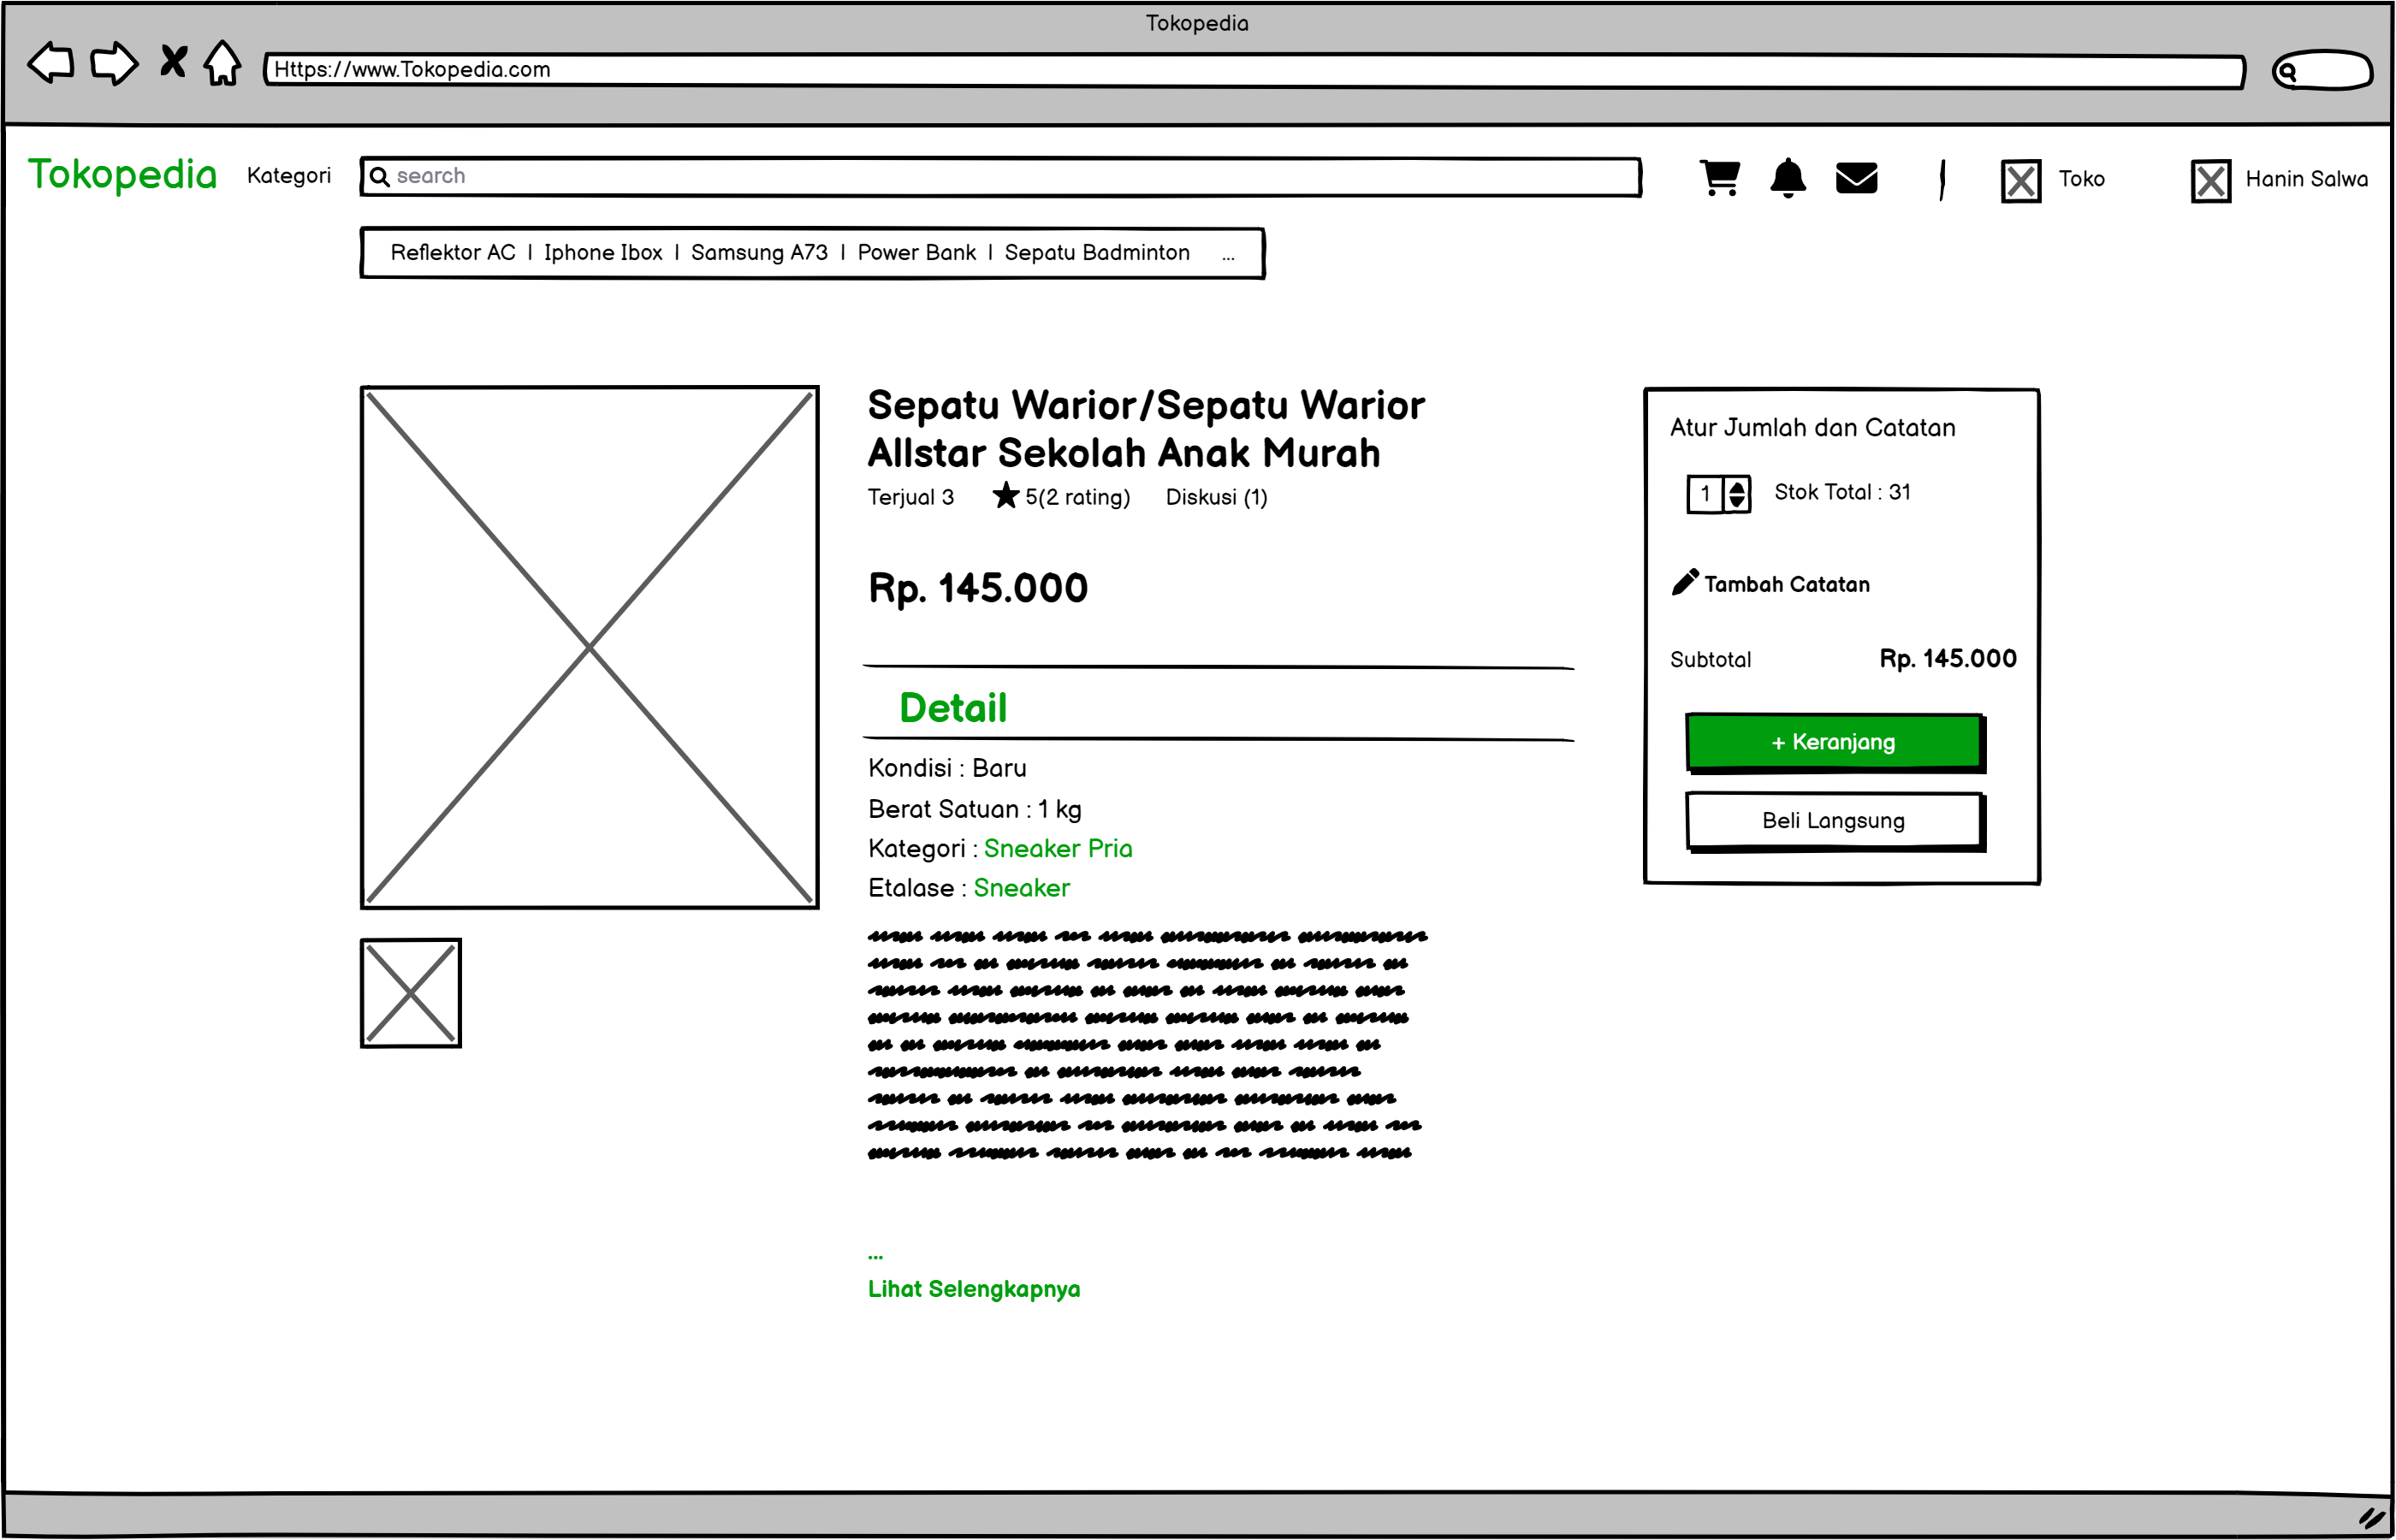 Tokopedia
Https://www.Tokopedia.com
Tokopedia Kategori search Toko Hanin Salwa
Reflektor AC | Iphone Ibox | Samsung A73 | Power Bank | Sepatu Badminton ...
Sepatu Warior/Sepatu Warior
Allstar Sekolah Anak Murah
Terjual 3 5(2 rating) Diskusi (1)
Rp. 145.000
Detail
Kondisi : Baru
Berat Satuan : 1 kg
Kategori : Sneaker Pria
Etalase : Sneaker
...
Lihat Selengkapnya
Atur Jumlah dan Catatan
1 Stok Total : 31
Tambah Catatan
Subtotal Rp. 145.000
+ Keranjang
Beli Langsung